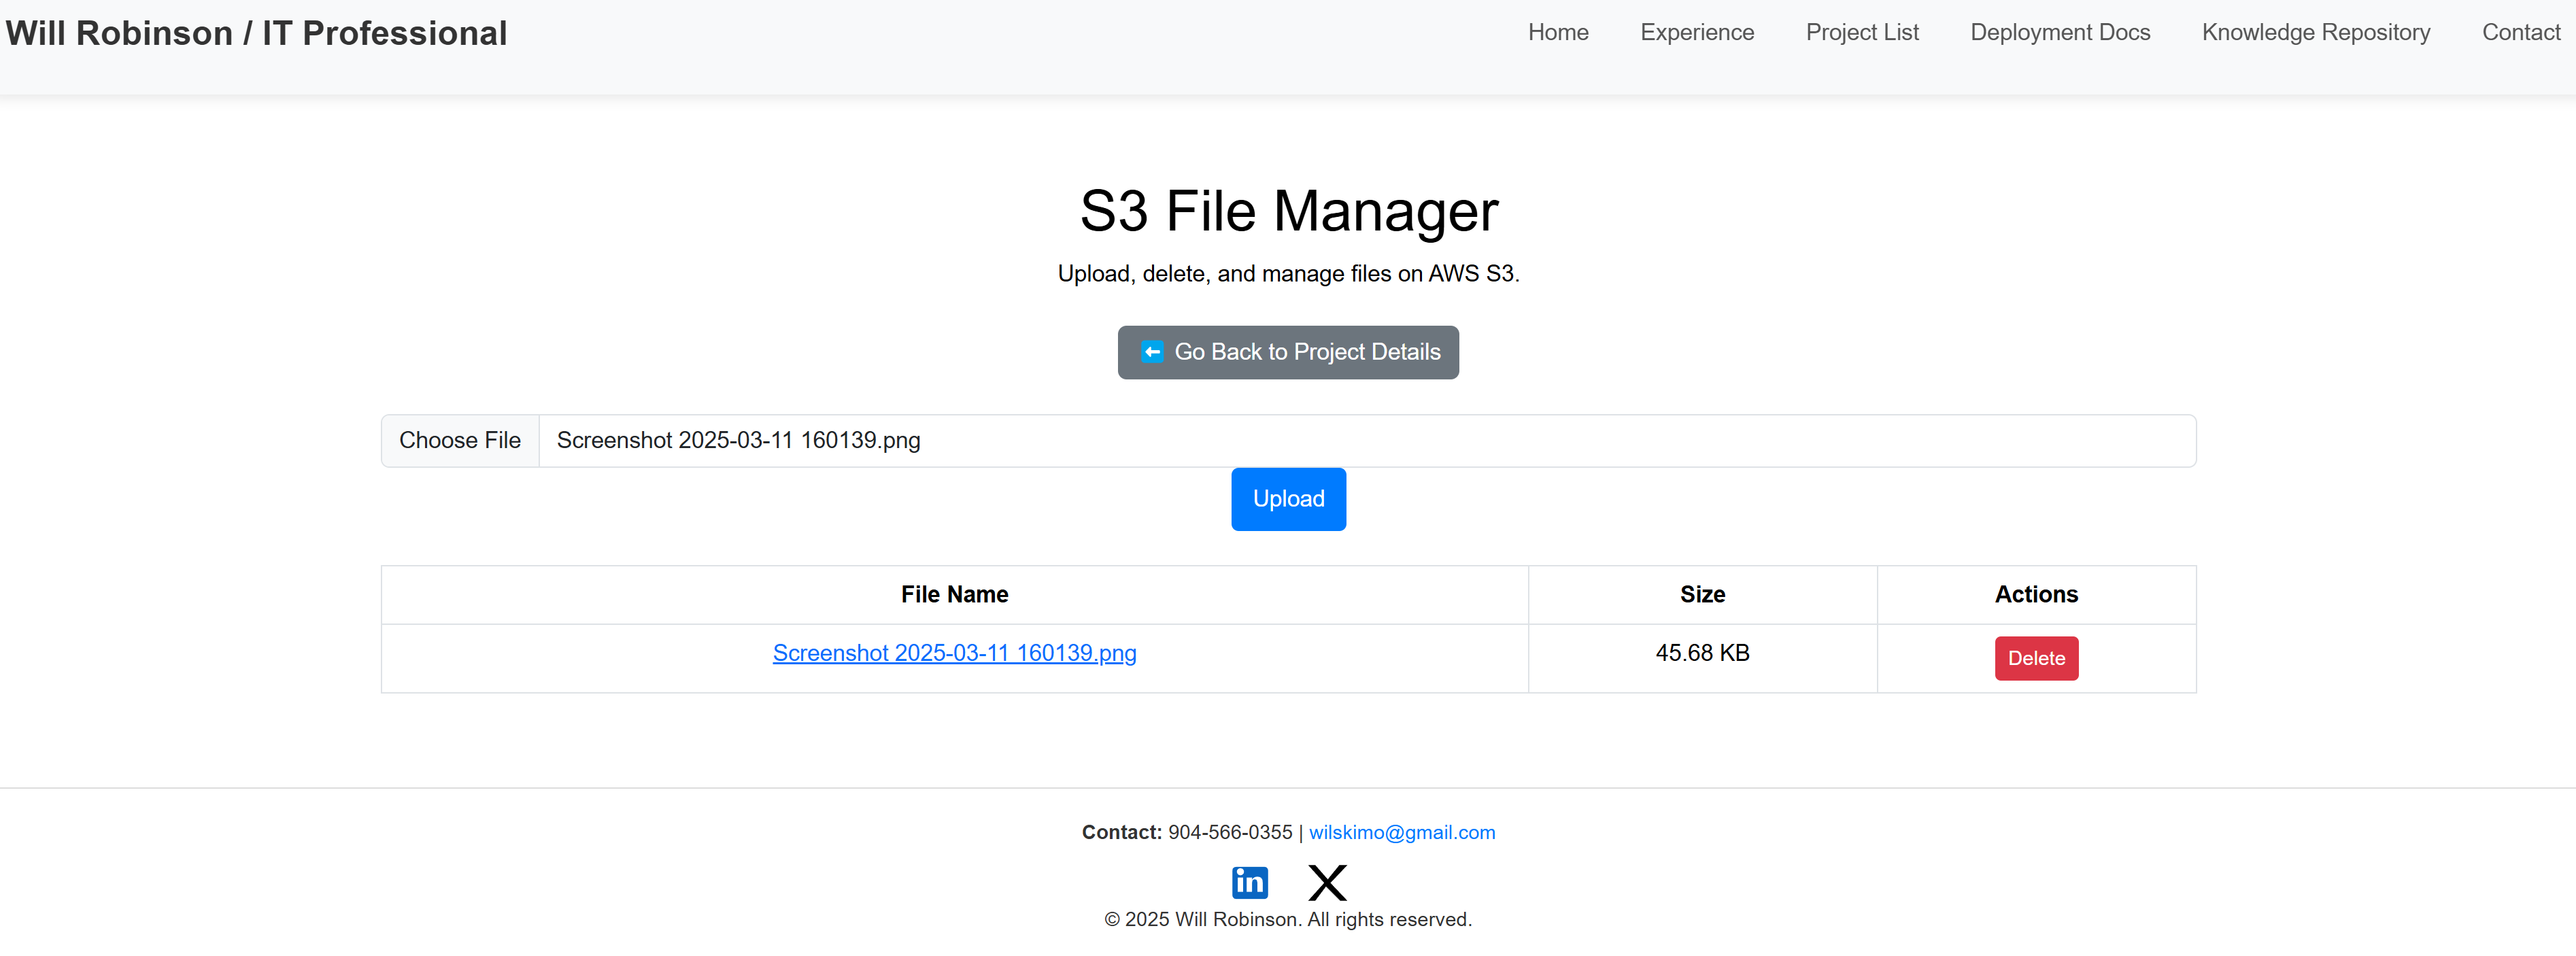 Will Robinson / IT Professional
Home Experience Project List Deployment Docs Knowledge Repository Contact
S3 File Manager
Upload, delete, and manage files on AWS S3.
Go Back to Project Details
Choose File Screenshot 2025-03-11 160139.png
Upload
File Name Size Actions
Screenshot 2025-03-11 160139.png 45.68 KB Delete
Contact: 904-566-0355 | wilskimo@gmail.com
in X
© 2025 Will Robinson. All rights reserved.